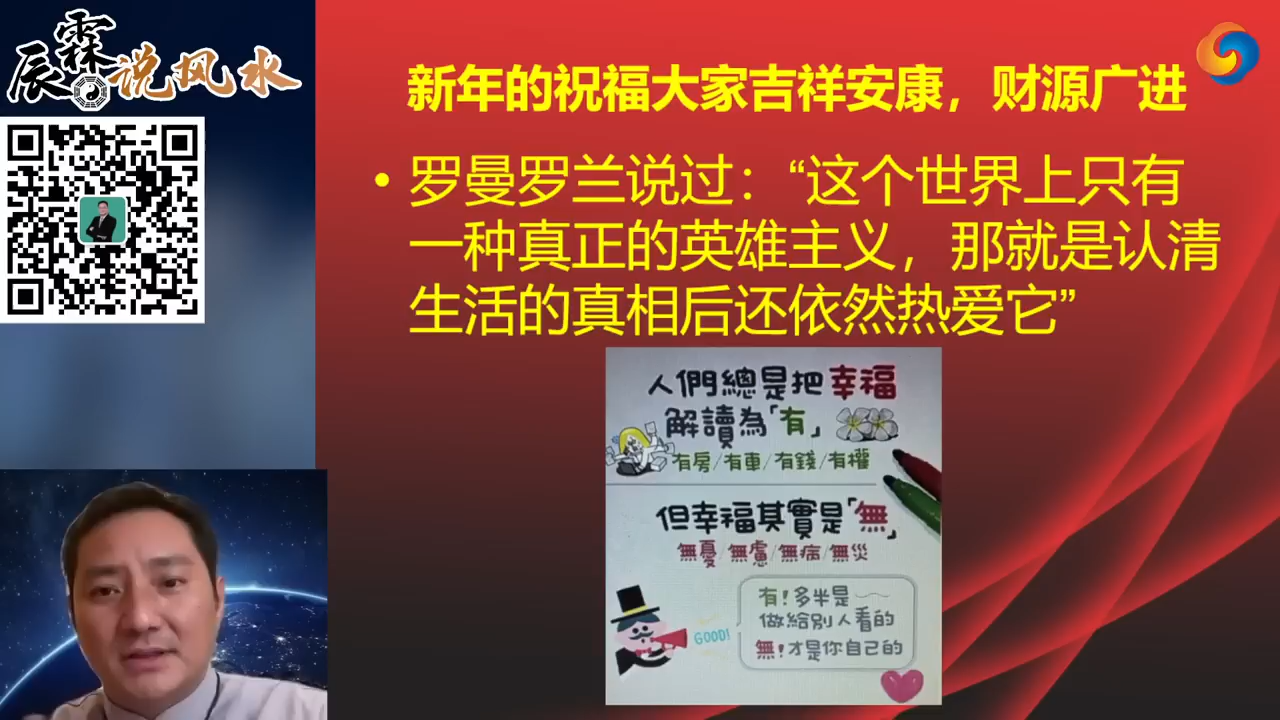 辰霖说风水
新年的祝福大家吉祥安康，财源广进
• 罗曼罗兰说过：“这个世界上只有
一种真正的英雄主义，那就是认清
生活的真相后还依然热爱它”
人們總是把幸福
解讀為「有」
有房/有車/有錢/有權
但幸福其實是「無」
無憂/無慮/無病/無災
GOOD!
有!多半是
做給別人看的
無!才是你自己的